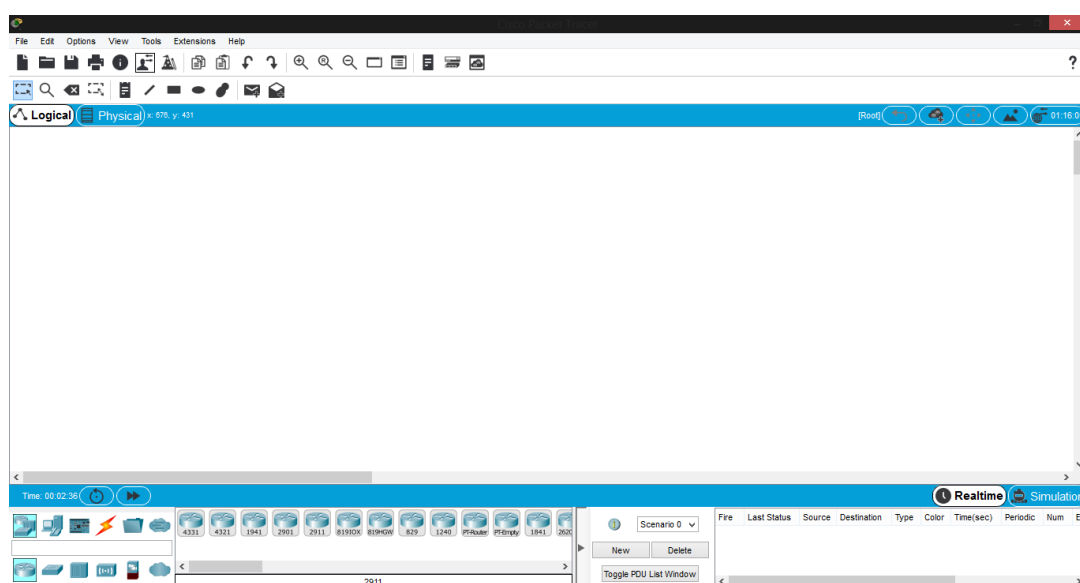 Cisco Packet Tracer
File Edit Options View Tools Extensions Help
?
Logical Physical x: 678, y: 431 [Root] 01:16:0
Time: 00:02:36 Realtime Simulation
4331 4321 1941 2901 2911 819IOX 819HGW 829 1240 PT-Router PT-Empty 1841 2620
Scenario 0
New Delete
Toggle PDU List Window
Fire Last Status Source Destination Type Color Time(sec) Periodic Num E
2911